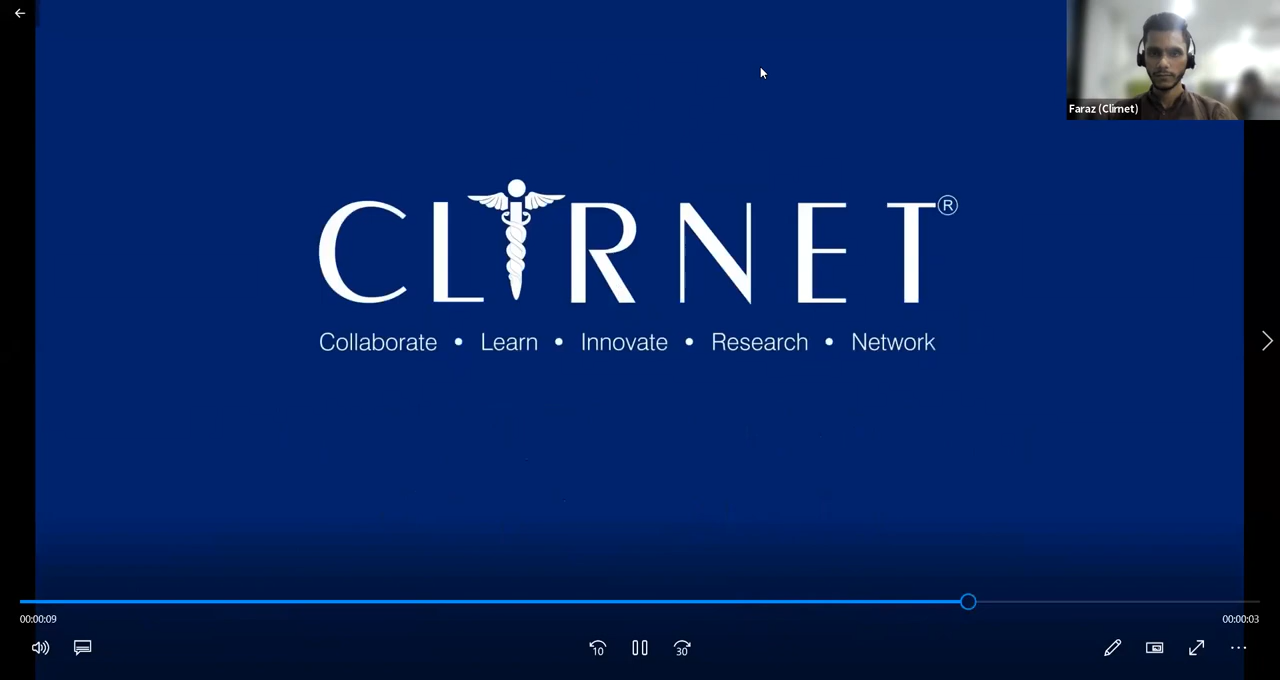 Faraz (Clirnet)
CLIRNET®
Collaborate • Learn • Innovate • Research • Network
00:00:09
00:00:03
10
30